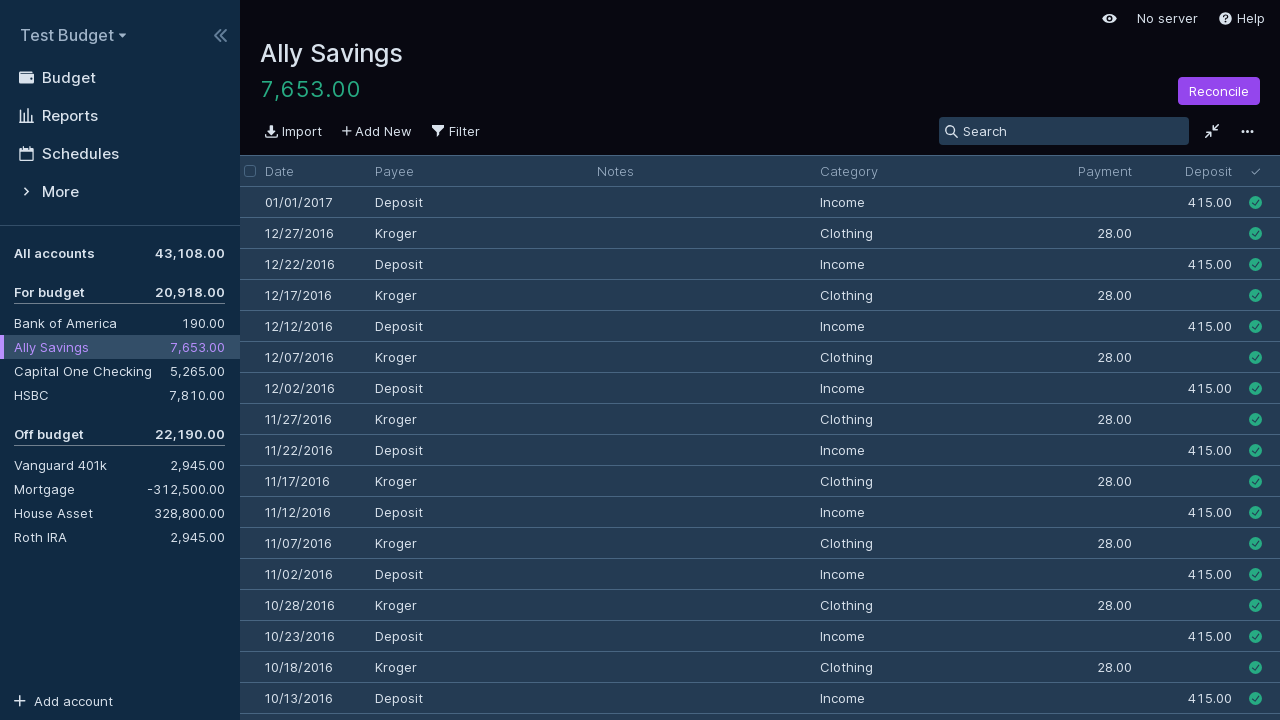 Test Budget
Budget
Reports
Schedules
More
All accounts 43,108.00
For budget 20,918.00
Bank of America 190.00
Ally Savings 7,653.00
Capital One Checking 5,265.00
HSBC 7,810.00
Off budget 22,190.00
Vanguard 401k 2,945.00
Mortgage -312,500.00
House Asset 328,800.00
Roth IRA 2,945.00
Add account
No server Help
Ally Savings
7,653.00
Reconcile
Import Add New Filter Search
Date Payee Notes Category Payment Deposit
01/01/2017 Deposit Income 415.00
12/27/2016 Kroger Clothing 28.00
12/22/2016 Deposit Income 415.00
12/17/2016 Kroger Clothing 28.00
12/12/2016 Deposit Income 415.00
12/07/2016 Kroger Clothing 28.00
12/02/2016 Deposit Income 415.00
11/27/2016 Kroger Clothing 28.00
11/22/2016 Deposit Income 415.00
11/17/2016 Kroger Clothing 28.00
11/12/2016 Deposit Income 415.00
11/07/2016 Kroger Clothing 28.00
11/02/2016 Deposit Income 415.00
10/28/2016 Kroger Clothing 28.00
10/23/2016 Deposit Income 415.00
10/18/2016 Kroger Clothing 28.00
10/13/2016 Deposit Income 415.00